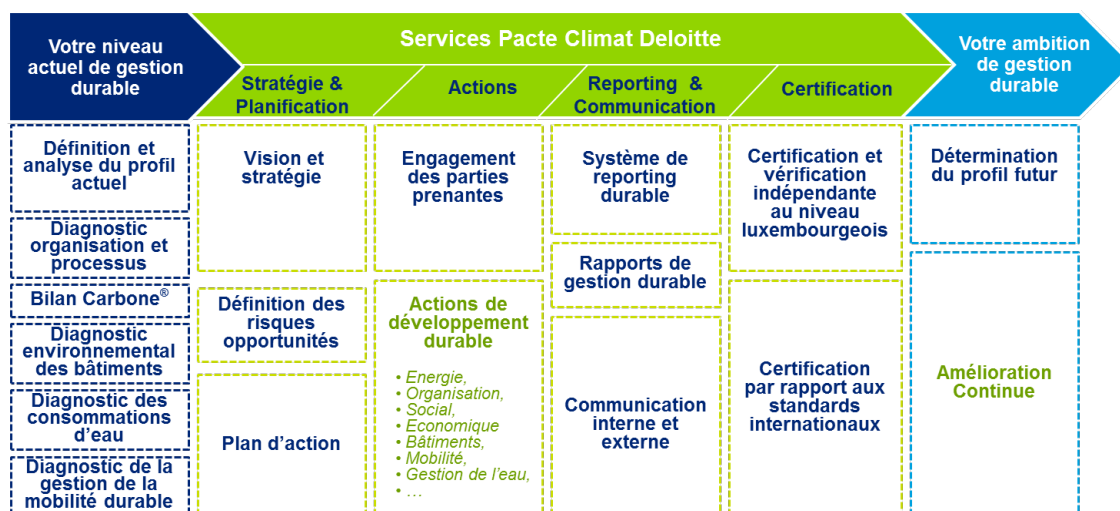 Votre niveau
actuel de gestion
durable
Services Pacte Climat Deloitte
Stratégie &
Planification
Actions
Reporting &
Communication
Certification
Votre ambition
de gestion
durable
Définition et
analyse du profil
actuel
Diagnostic
organisation et
processus
Bilan Carbone®
Diagnostic
environnemental
des bâtiments
Diagnostic des
consommations
d'eau
Diagnostic de la
gestion de la
mobilité durable
Vision et
stratégie
Définition des
risques
opportunités
Plan d'action
Engagement
des parties
prenantes
Actions de
développement
durable
• Energie,
• Organisation,
• Social,
• Economique
• Bâtiments,
• Mobilité,
• Gestion de l'eau,
• …
Système de
reporting
durable
Rapports de
gestion durable
Communication
interne et
externe
Certification et
vérification
indépendante
au niveau
luxembourgeois
Certification
par rapport aux
standards
internationaux
Détermination
du profil futur
Amélioration
Continue